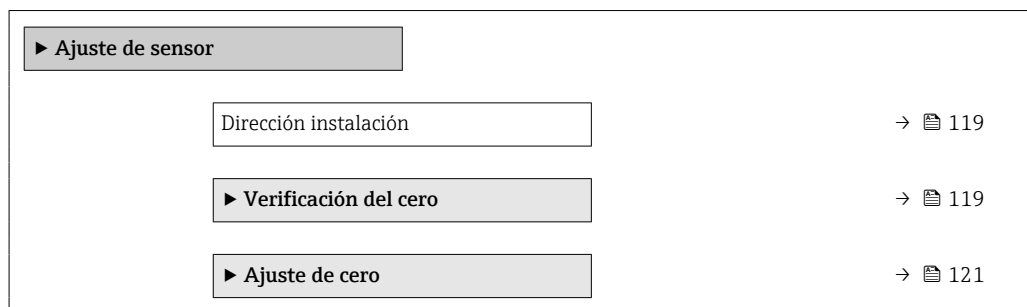 ▶ Ajuste de sensor
Dirección instalación → 119
▶ Verificación del cero → 119
▶ Ajuste de cero → 121